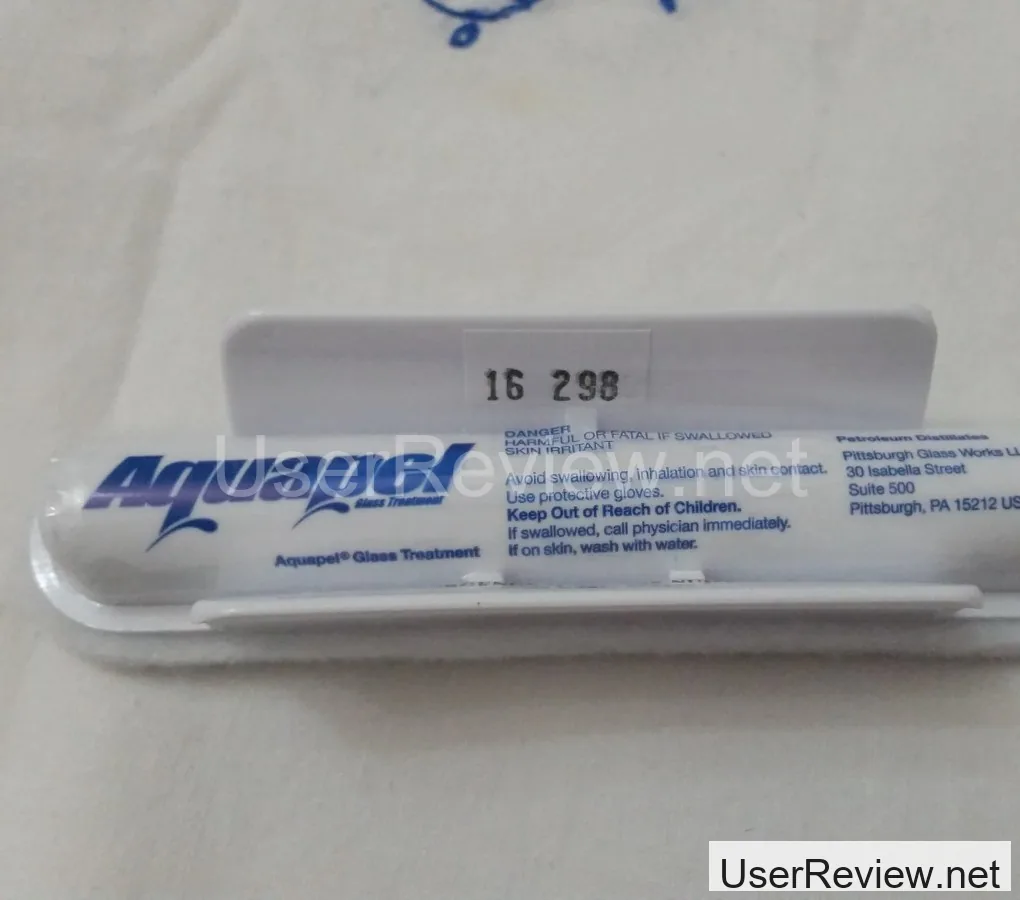 16 298
Aquapel
Glass Treatment
Aquapel® Glass Treatment
DANGER
HARMFUL OR FATAL IF SWALLOWED
SKIN IRRITANT
Avoid swallowing, inhalation and skin contact.
Use protective gloves.
Keep Out of Reach of Children.
If swallowed, call physician immediately.
If on skin, wash with water.
Petroleum Distillates
Pittsburgh Glass Works LL
30 Isabella Street
Suite 500
Pittsburgh, PA 15212 US
UserReview.net
UserReview.net